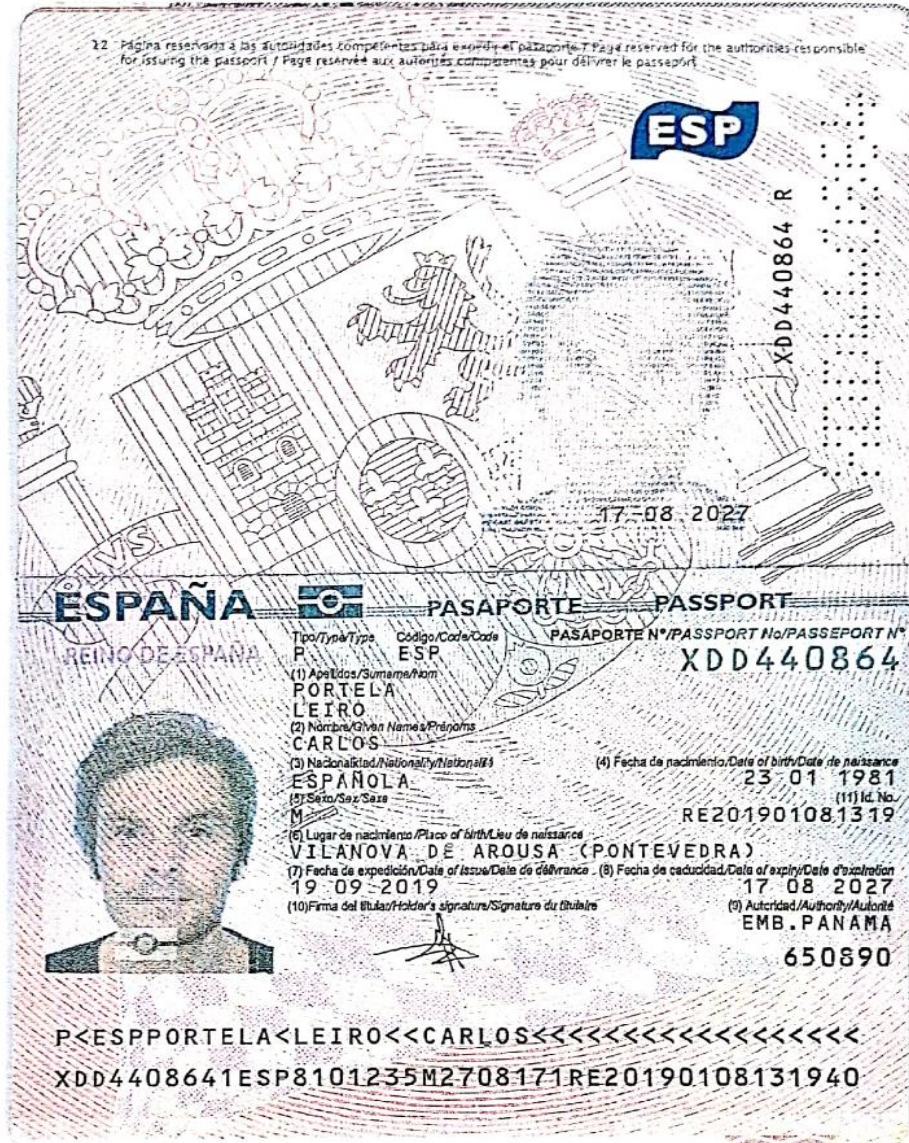 22 Página reservada a las autoridades competentes para expedir el pasaporte / Page reserved for the authorities responsible
for issuing the passport / Page réservée aux autorités compétentes pour délivrer le passeport
ESP
XDD440864 R
17-08 2027
ESPAÑA PASAPORTE PASSPORT
REINO DE ESPAÑA
Tipo/Type/Type Código/Code/Code PASAPORTE Nº/PASSPORT No/PASSEPORT Nº
P ESP XDD440864
(1) Apellidos/Surname/Nom
PORTELA
LEIRO
(2) Nombre/Given Names/Prénoms
CARLOS
(3) Nacionalidad/Nationality/Nationalité (4) Fecha de nacimiento/Date of birth/Date de naissance
ESPAÑOLA 23 01 1981
(5) Sexo/Sex/Sexe (11) Id. No.
M RE201901081319
(6) Lugar de nacimiento/Place of birth/Lieu de naissance
VILANOVA DE AROUSA (PONTEVEDRA)
(7) Fecha de expedición/Date of issue/Date de délivrance (8) Fecha de caducidad/Date of expiry/Date d'expiration
19 09 2019 17 08 2027
(10) Firma del titular/Holder's signature/Signature du titulaire (9) Autoridad/Authority/Autorité
EMB.PANAMA
650890
P<ESPPORTELA<LEIRO<<CARLOS<<<<<<<<<<<<<<<<<<
XDD4408641ESP8101235M2708171RE20190108131940